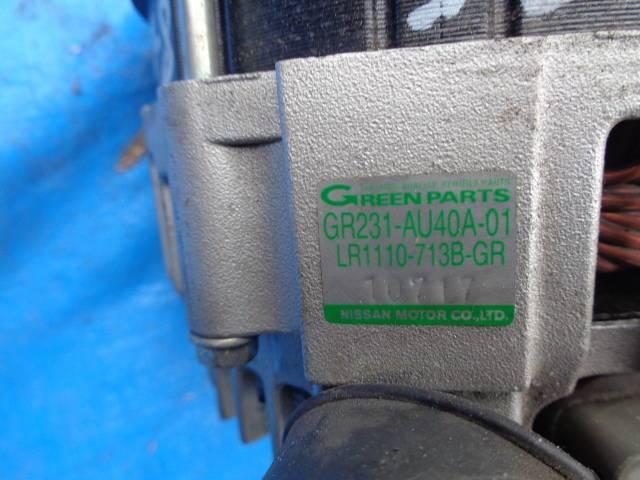 GREEN PARTS
GR231-AU40A-01
LR1110-713B-GR
10717
NISSAN MOTOR CO.,LTD.